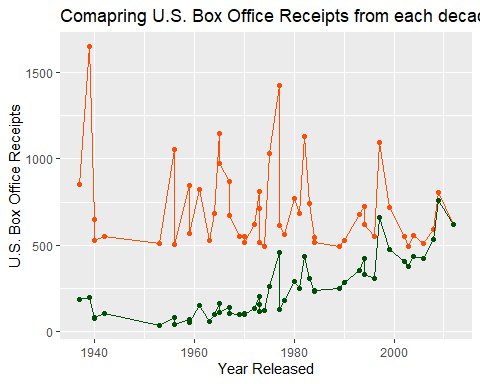 Comapring U.S. Box Office Receipts from each deca
1500
1000
500
0
U.S. Box Office Receipts
1940
1960
1980
2000
Year Released